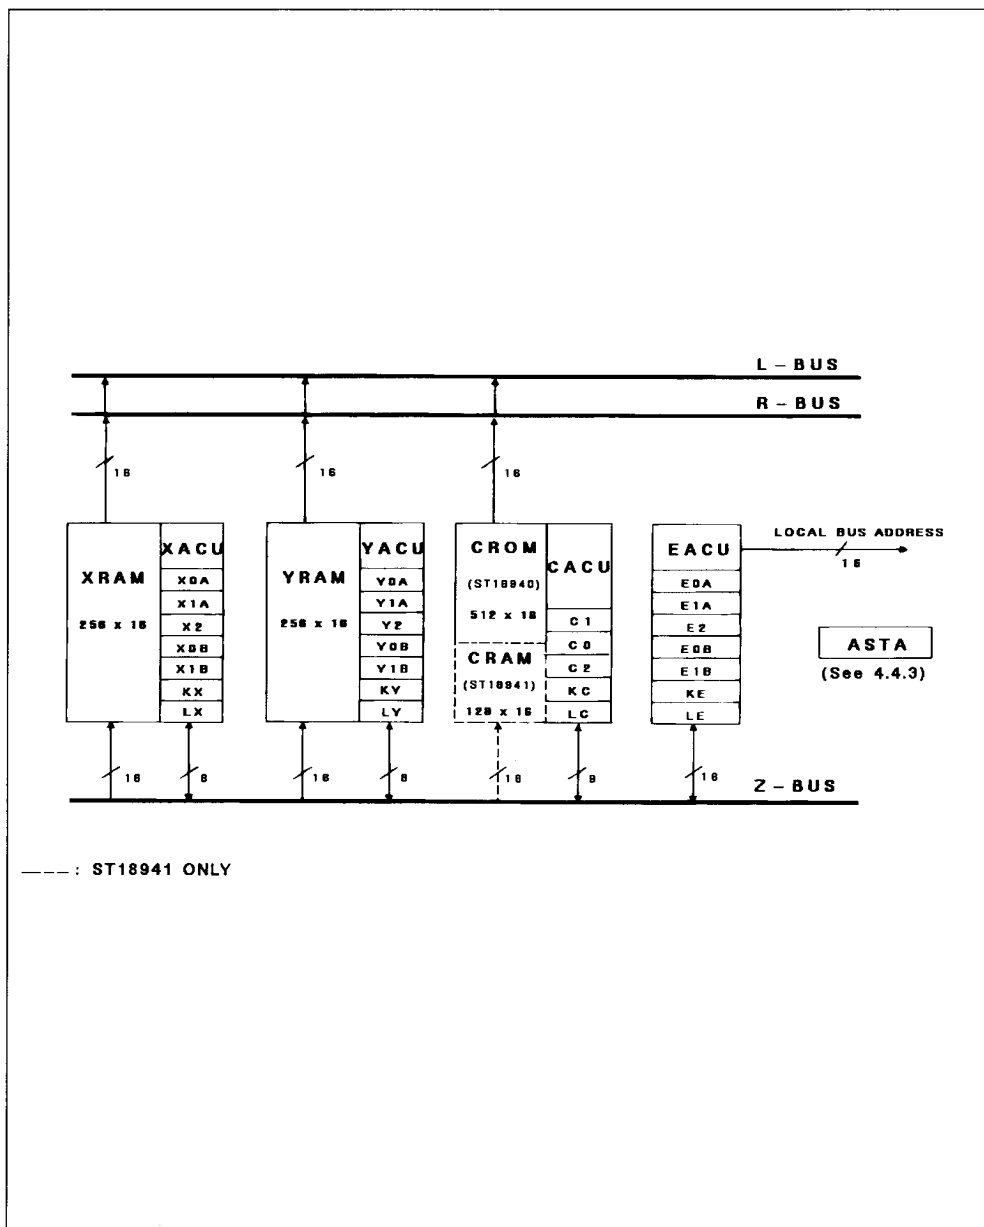 L - BUS
R - BUS
16
16
16
XRAM
256 x 16
XACU
X0A
X1A
X2
X0B
X1B
KX
LX
YRAM
256 x 16
YACU
Y0A
Y1A
Y2
Y0B
Y1B
KY
LY
CROM
(ST18940)
512 x 16
CRAM
(ST18941)
128 x 16
CACU
C1
C0
C2
KC
LC
EACU
E0A
E1A
E2
E0B
E1B
KE
LE
LOCAL BUS ADDRESS
16
ASTA
(See 4.4.3)
16
8
16
8
16
9
16
Z - BUS
---- : ST18941 ONLY